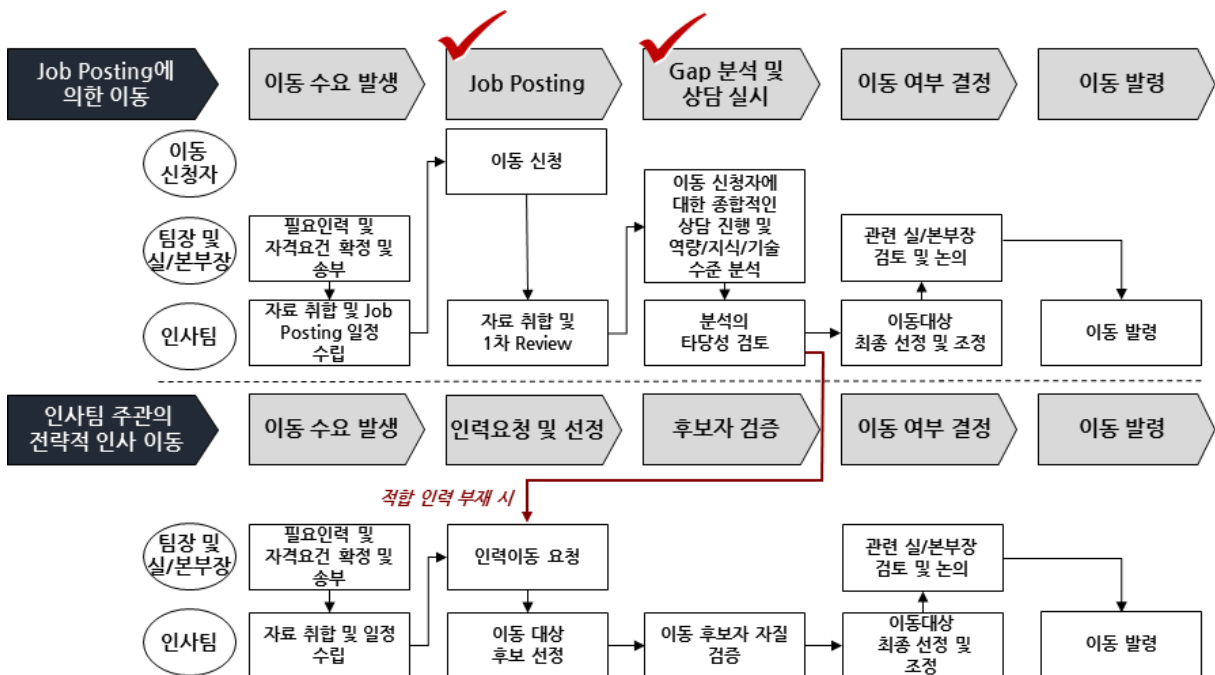 Job Posting에
의한 이동
이동 수요 발생
Job Posting
Gap 분석 및
상담 실시
이동 여부 결정
이동 발령
이동
신청자
이동 신청
팀장 및
실/본부장
필요인력 및
자격요건 확정 및
송부
이동 신청자에
대한 종합적인
상담 진행 및
역량/지식/기술
수준 분석
관련 실/본부장
검토 및 논의
인사팀
자료 취합 및 Job
Posting 일정
수립
자료 취합 및
1차 Review
분석의
타당성 검토
이동대상
최종 선정 및 조정
이동 발령
인사팀 주관의
전략적 인사 이동
이동 수요 발생
인력요청 및 선정
후보자 검증
이동 여부 결정
이동 발령
적합 인력 부재 시
팀장 및
실/본부장
필요인력 및
자격요건 확정 및
송부
인력이동 요청
관련 실/본부장
검토 및 논의
인사팀
자료 취합 및 일정
수립
이동 대상
후보 선정
이동 후보자 자질
검증
이동대상
최종 선정 및
조정
이동 발령